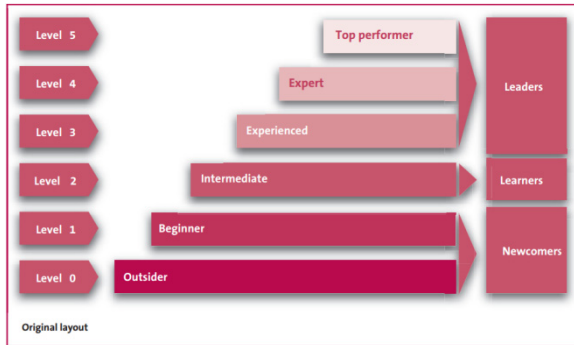 Level 5
Top performer
Level 4
Expert
Leaders
Level 3
Experienced
Level 2
Intermediate
Learners
Level 1
Beginner
Newcomers
Level 0
Outsider
Original layout